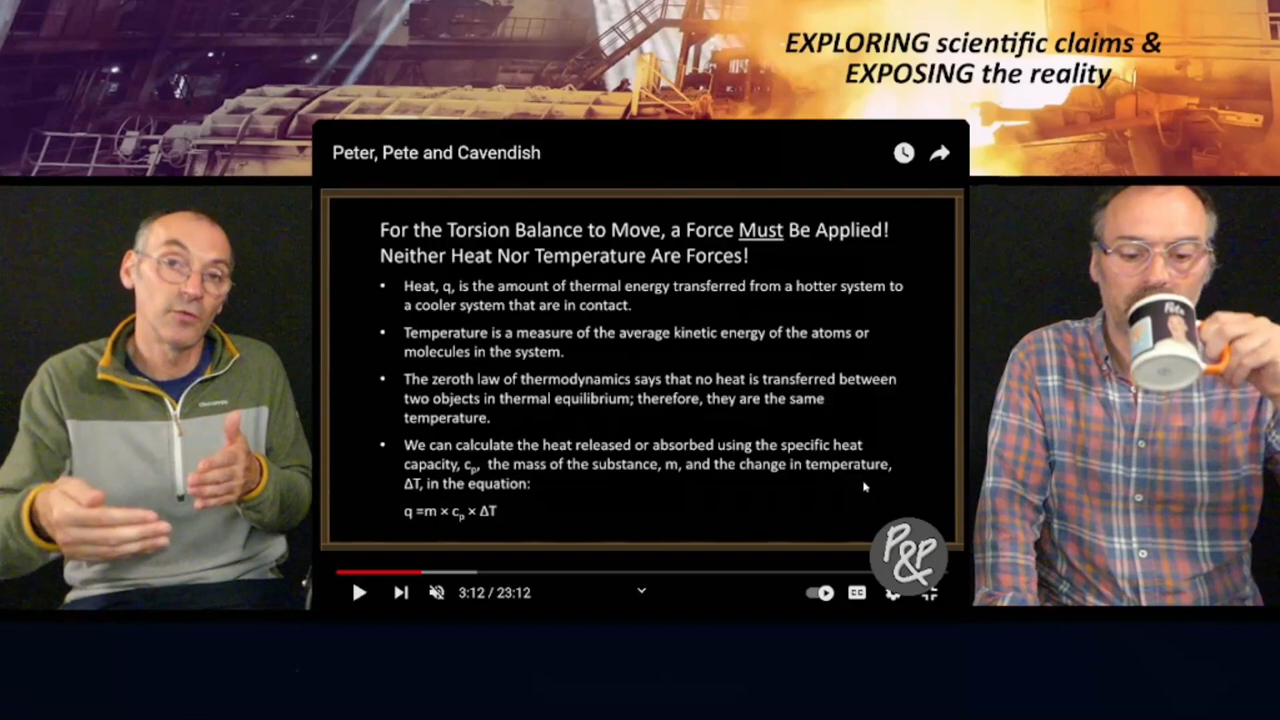 EXPLORING scientific claims &
EXPOSING the reality
Peter, Pete and Cavendish
For the Torsion Balance to Move, a Force Must Be Applied!
Neither Heat Nor Temperature Are Forces!
• Heat, q, is the amount of thermal energy transferred from a hotter system to
a cooler system that are in contact.
• Temperature is a measure of the average kinetic energy of the atoms or
molecules in the system.
• The zeroth law of thermodynamics says that no heat is transferred between
two objects in thermal equilibrium; therefore, they are the same
temperature.
• We can calculate the heat released or absorbed using the specific heat
capacity, cp, the mass of the substance, m, and the change in temperature,
ΔT, in the equation:
q =m × cp × ΔT
P&P
3:12 / 23:12
CC
Pete